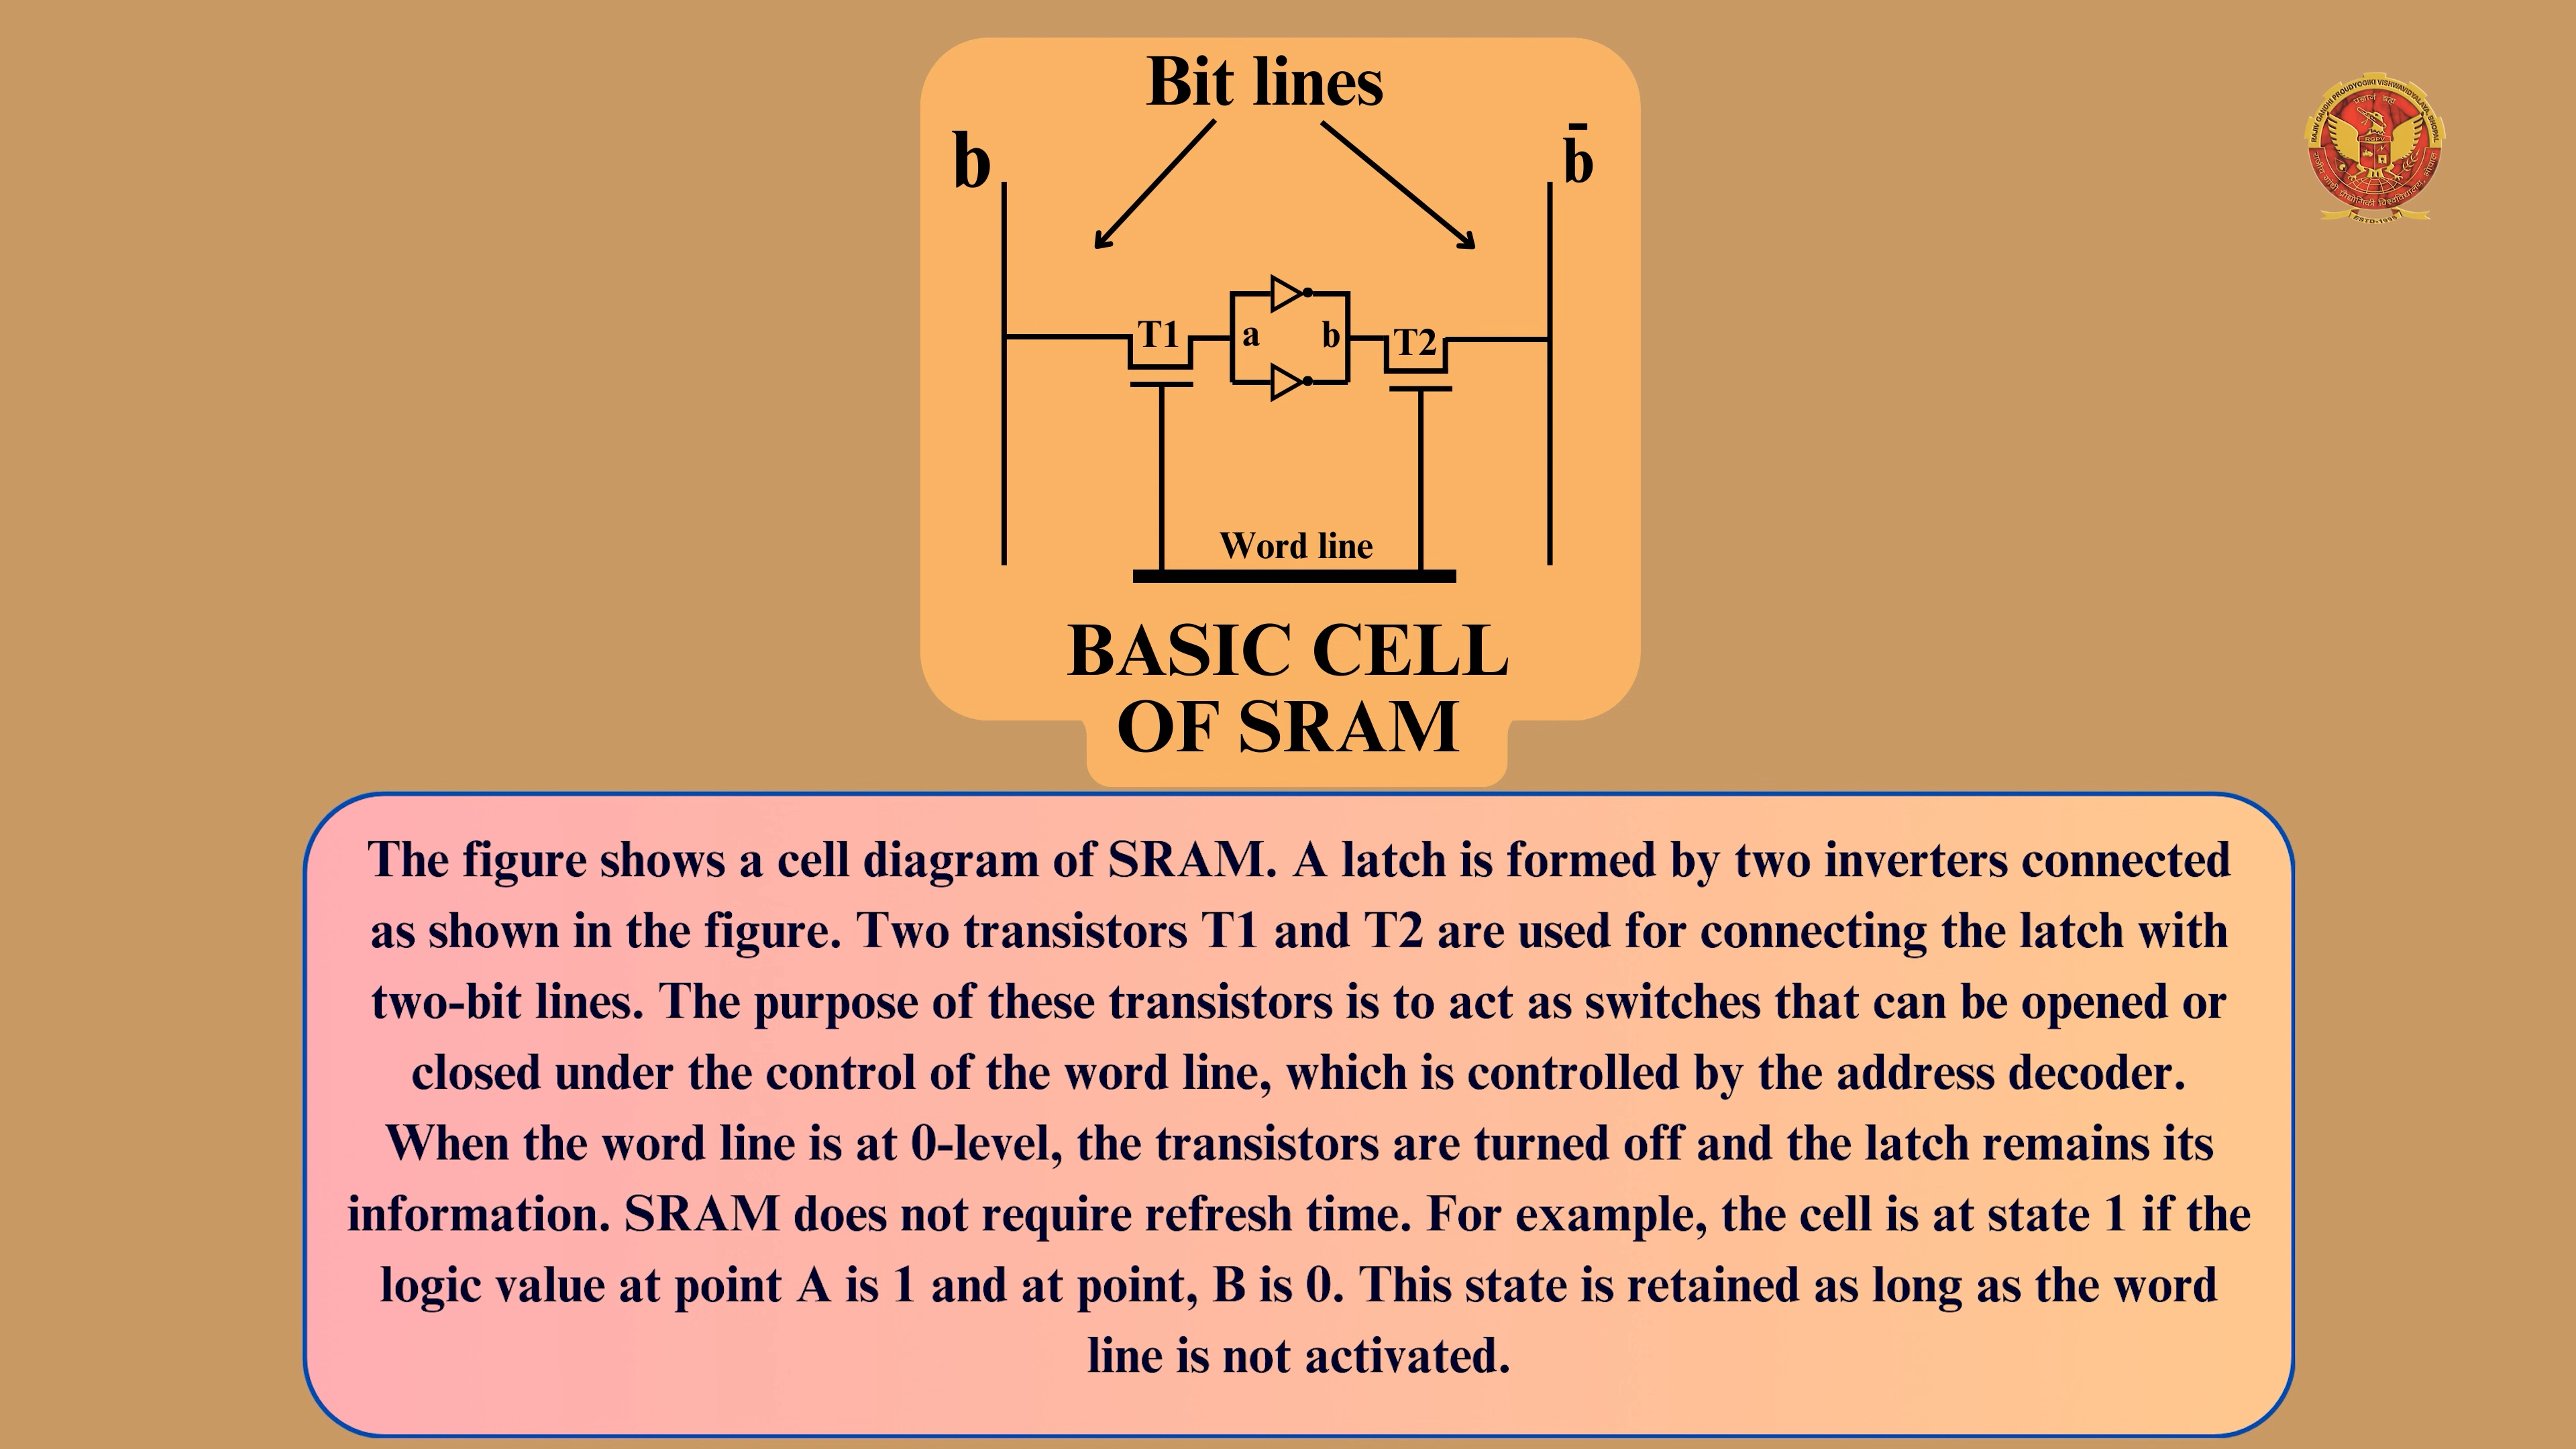 Bit lines
b
b̄
T1
a
b
T2
Word line
BASIC CELL
OF SRAM
RAJIV GANDHI PROUDYOGIKI VISHWAVIDYALAYA, BHOPAL
ESTD-1998
The figure shows a cell diagram of SRAM. A latch is formed by two inverters connected
as shown in the figure. Two transistors T1 and T2 are used for connecting the latch with
two-bit lines. The purpose of these transistors is to act as switches that can be opened or
closed under the control of the word line, which is controlled by the address decoder.
When the word line is at 0-level, the transistors are turned off and the latch remains its
information. SRAM does not require refresh time. For example, the cell is at state 1 if the
logic value at point A is 1 and at point, B is 0. This state is retained as long as the word
line is not activated.